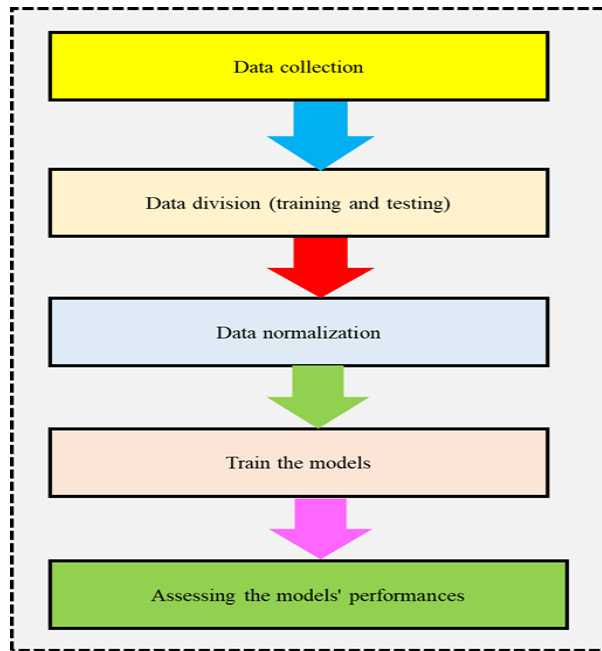 Data collection
Data division (training and testing)
Data normalization
Train the models
Assessing the models' performances